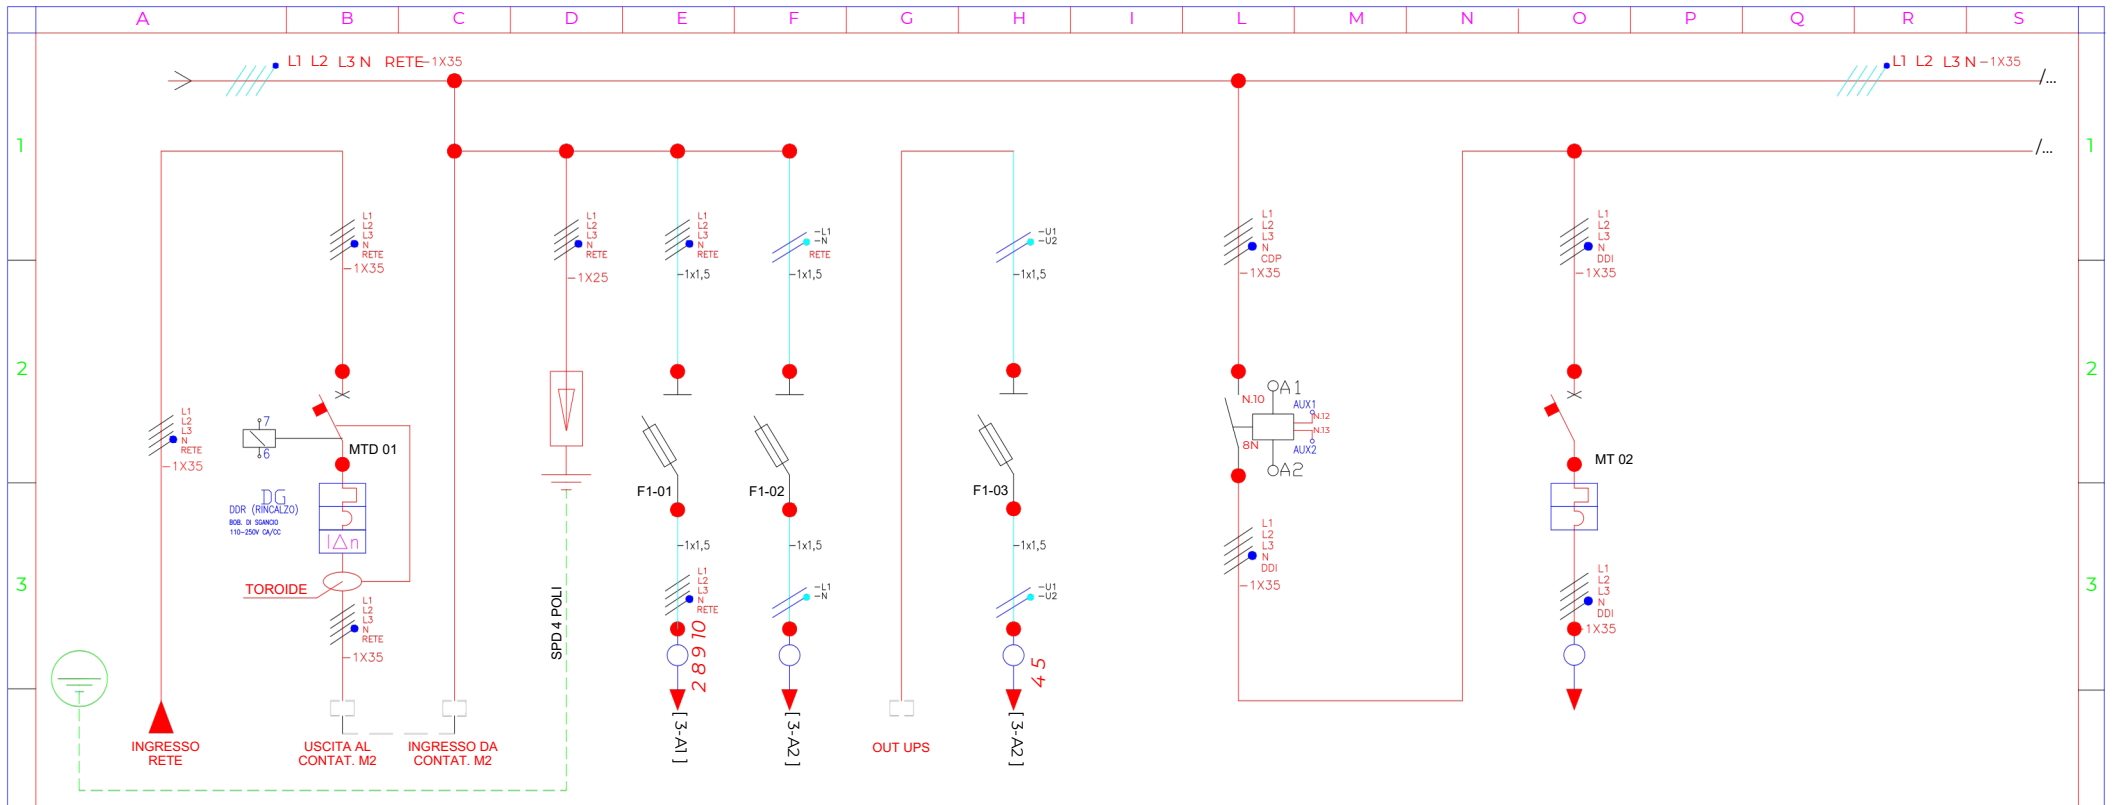 A B C D E F G H I L M N O P Q R S
L1 L2 L3 N RETE-1X35
L1 L2 L3 N-1X35
/...
1
1
/...
L1
L2
L3
N
RETE
-1X35
L1
L2
L3
N
RETE
-1X25
L1
L2
L3
N
RETE
-1x1,5
-L1
-N
RETE
-1x1,5
-U1
-U2
-1x1,5
L1
L2
L3
N
CDP
-1X35
L1
L2
L3
N
DDI
-1X35
2
2
L1
L2
L3
N
RETE
-1X35
7
6
MTD 01
DG
DDR (RINCALZO)
BOB. DI SGANCIO
110-250V CA/CC
I△n
TOROIDE
F1-01
F1-02
F1-03
N.10
8N
A1
AUX1
N.12
N.13
AUX2
A2
MT 02
3
3
L1
L2
L3
N
RETE
-1X35
SPD 4 POLI
-1x1,5
L1
L2
L3
N
RETE
2 8 9 10
-1x1,5
-L1
-N
-1x1,5
-U1
-U2
4 5
L1
L2
L3
N
DDI
-1X35
L1
L2
L3
N
DDI
-1X35
INGRESSO
RETE
USCITA AL
CONTAT. M2
INGRESSO DA
CONTAT. M2
[ 3-A1 ]
[ 3-A2 ]
OUT UPS
[ 3-A2 ]